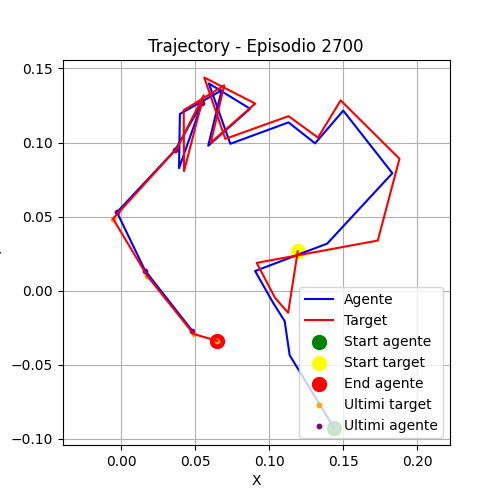 Trajectory - Episodio 2700
0.15
0.10
0.05
0.00
−0.05
−0.10
Agente
Target
Start agente
Start target
End agente
Ultimi target
Ultimi agente
0.00 0.05 0.10 0.15 0.20
X